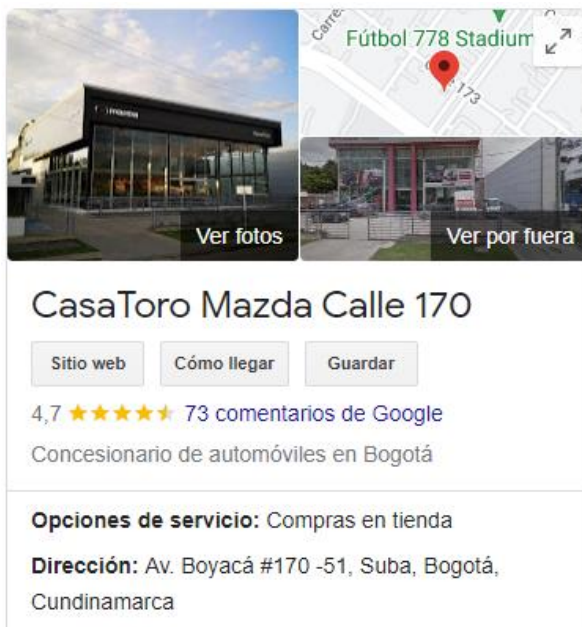 mazda
Carre
Fútbol 778 Stadium
173
Ver fotos
Ver por fuera
CasaToro Mazda Calle 170
Sitio web
Cómo llegar
Guardar
4,7 73 comentarios de Google
Concesionario de automóviles en Bogotá
Opciones de servicio: Compras en tienda
Dirección: Av. Boyacá #170 -51, Suba, Bogotá,
Cundinamarca